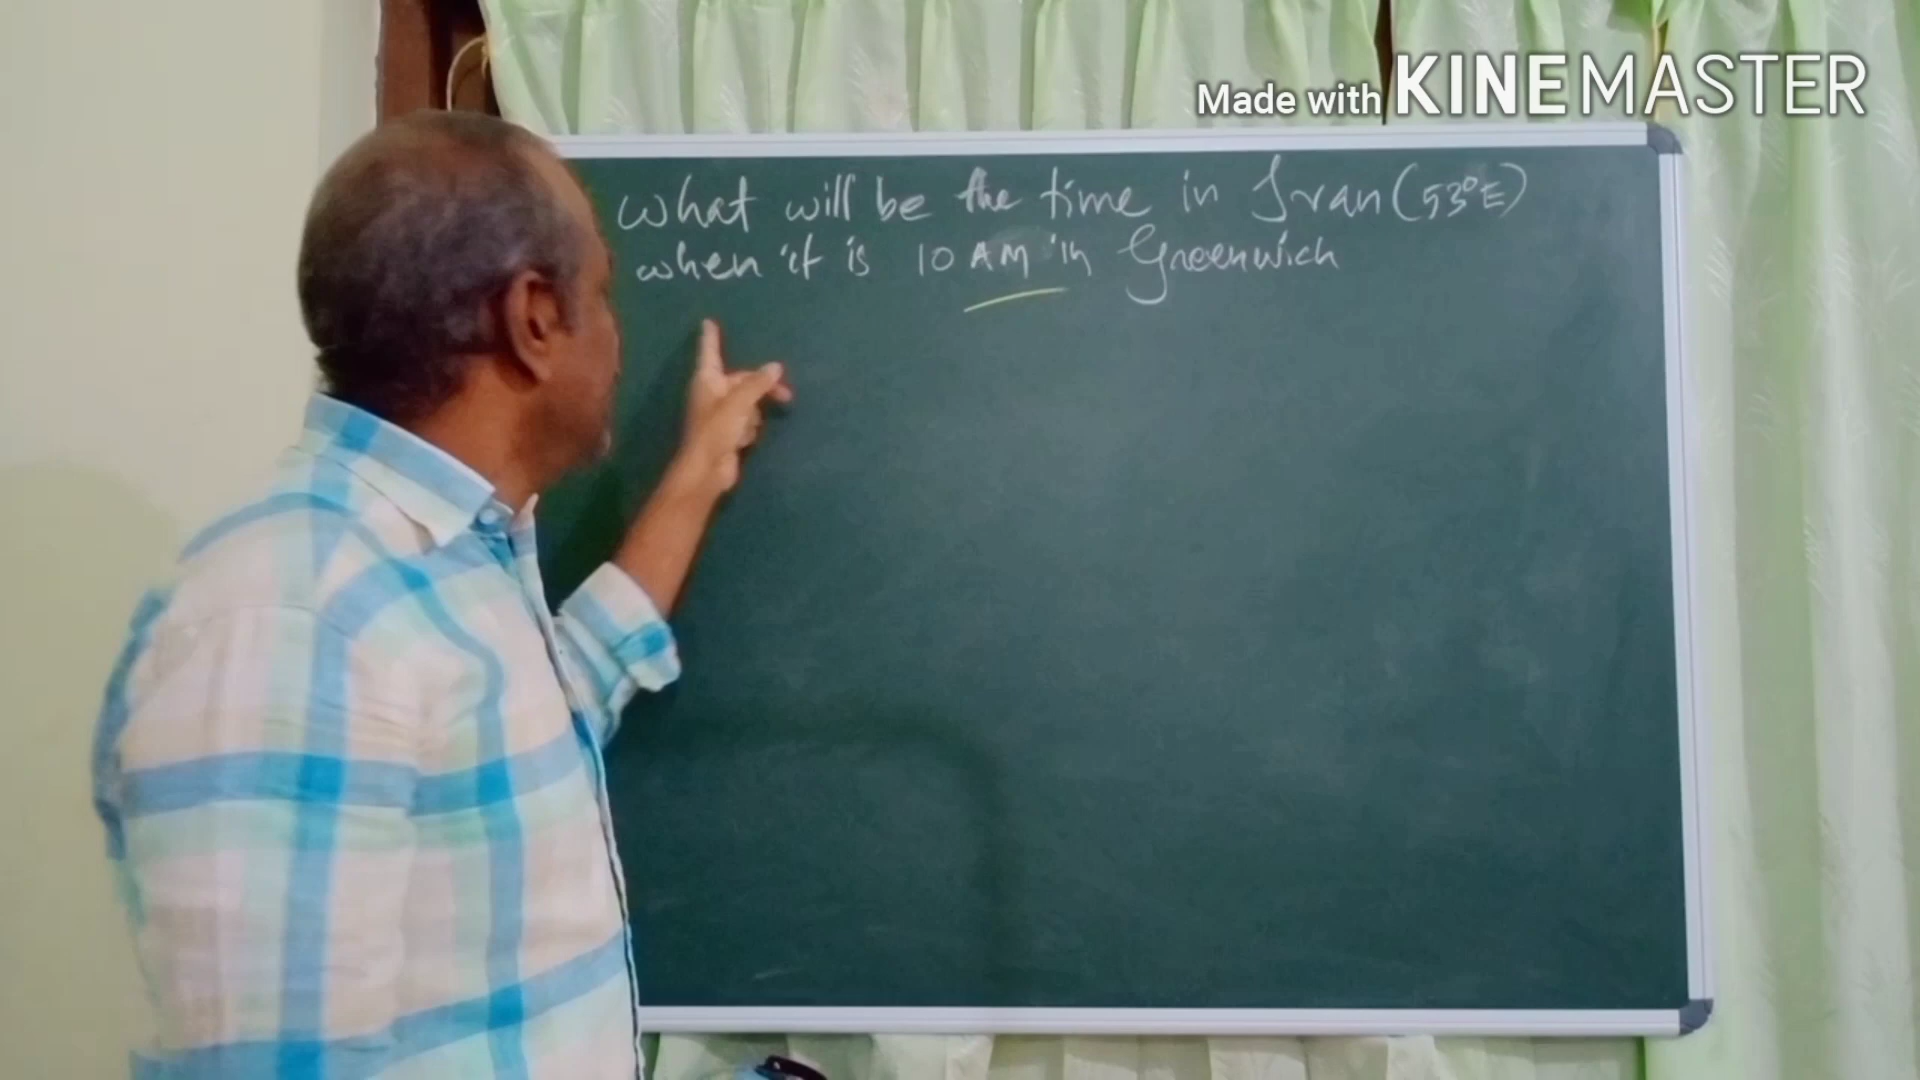 Made with KINEMASTER
What will be the time in Iran (53°E)
when it is 10 AM in Greenwich